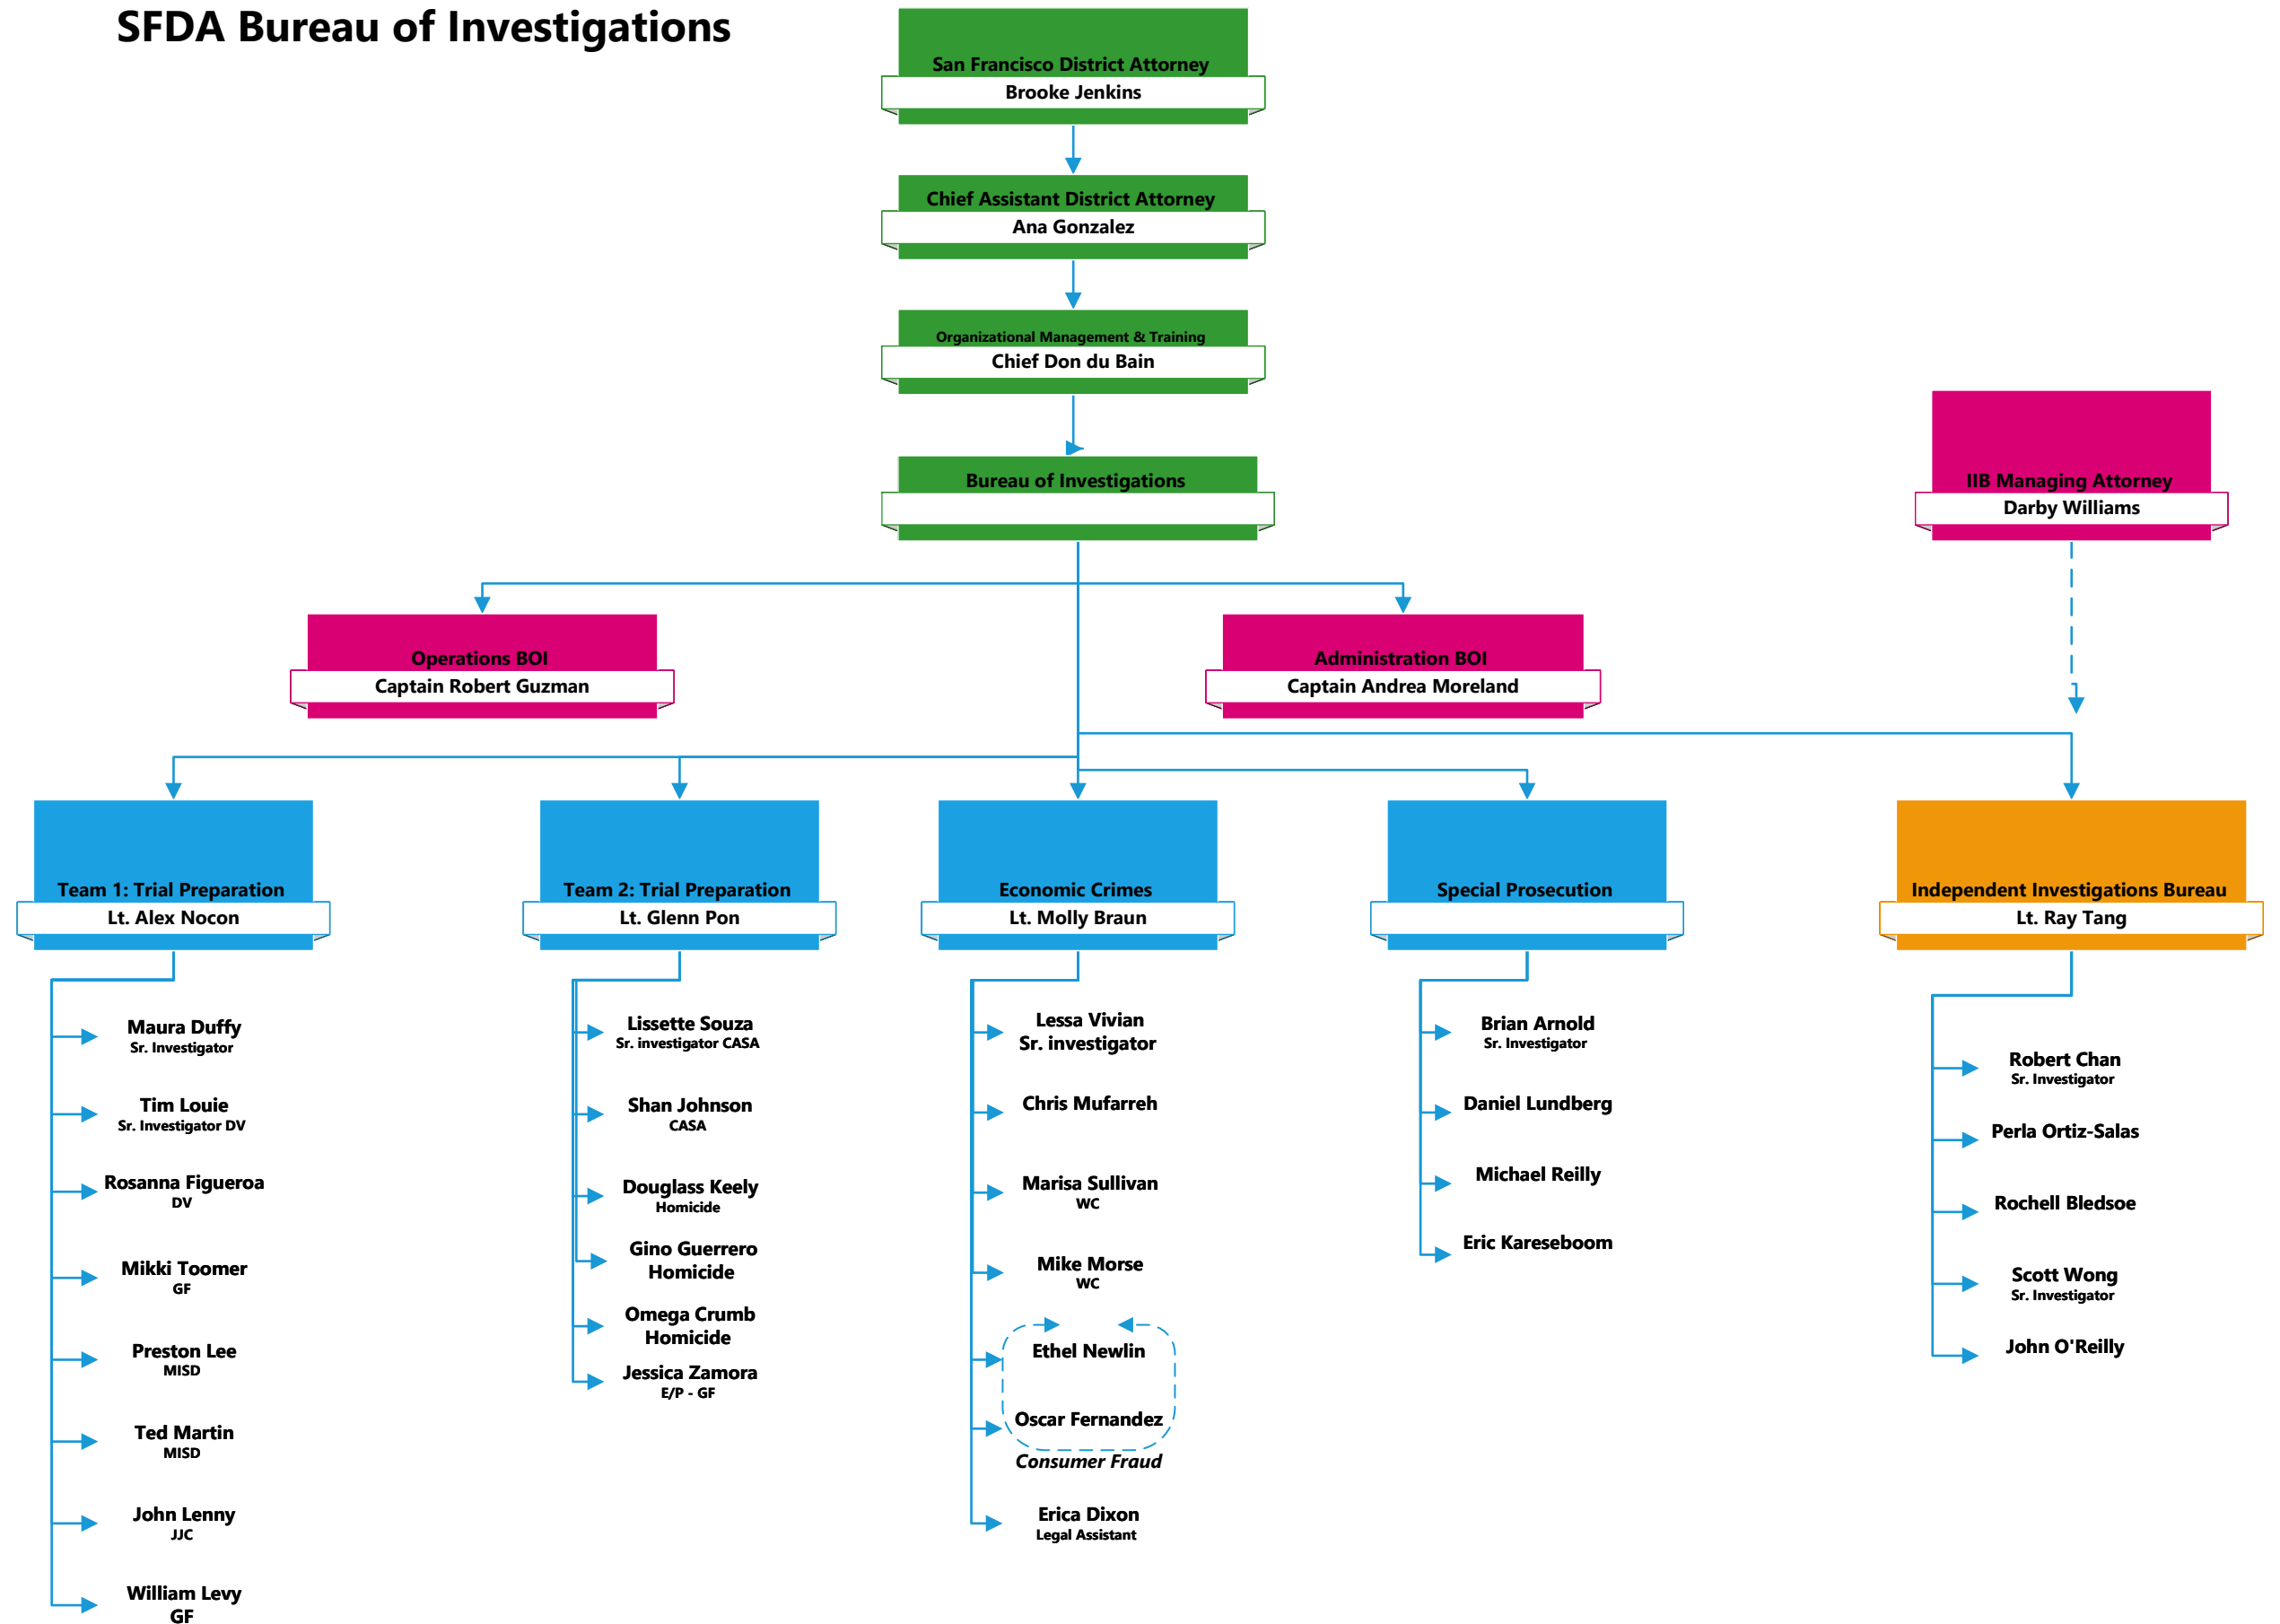 SFDA Bureau of Investigations
San Francisco District Attorney
Brooke Jenkins
Chief Assistant District Attorney
Ana Gonzalez
Organizational Management & Training
Chief Don du Bain
Bureau of Investigations
IIB Managing Attorney
Darby Williams
Operations BOI
Captain Robert Guzman
Administration BOI
Captain Andrea Moreland
Team 1: Trial Preparation
Lt. Alex Nocon
Maura Duffy
Sr. Investigator
Tim Louie
Sr. Investigator DV
Rosanna Figueroa
DV
Mikki Toomer
GF
Preston Lee
MISD
Ted Martin
MISD
John Lenny
JJC
William Levy
GF
Team 2: Trial Preparation
Lt. Glenn Pon
Lissette Souza
Sr. investigator CASA
Shan Johnson
CASA
Douglass Keely
Homicide
Gino Guerrero
Homicide
Omega Crumb
Homicide
Jessica Zamora
E/P - GF
Economic Crimes
Lt. Molly Braun
Lessa Vivian
Sr. investigator
Chris Mufarreh
Marisa Sullivan
WC
Mike Morse
WC
Ethel Newlin
Oscar Fernandez
Consumer Fraud
Erica Dixon
Legal Assistant
Special Prosecution
Brian Arnold
Sr. Investigator
Daniel Lundberg
Michael Reilly
Eric Kareseboom
Independent Investigations Bureau
Lt. Ray Tang
Robert Chan
Sr. Investigator
Perla Ortiz-Salas
Rochell Bledsoe
Scott Wong
Sr. Investigator
John O'Reilly